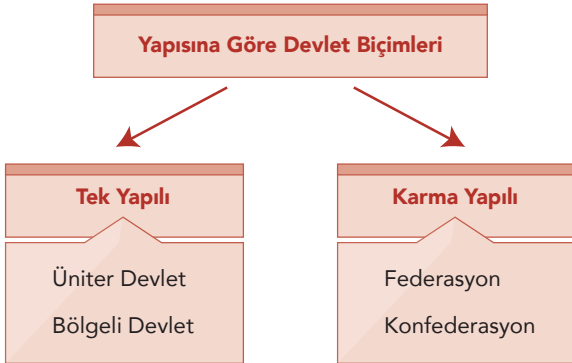 Yapısına Göre Devlet Biçimleri
Tek Yapılı
Üniter Devlet
Bölgeli Devlet
Karma Yapılı
Federasyon
Konfederasyon